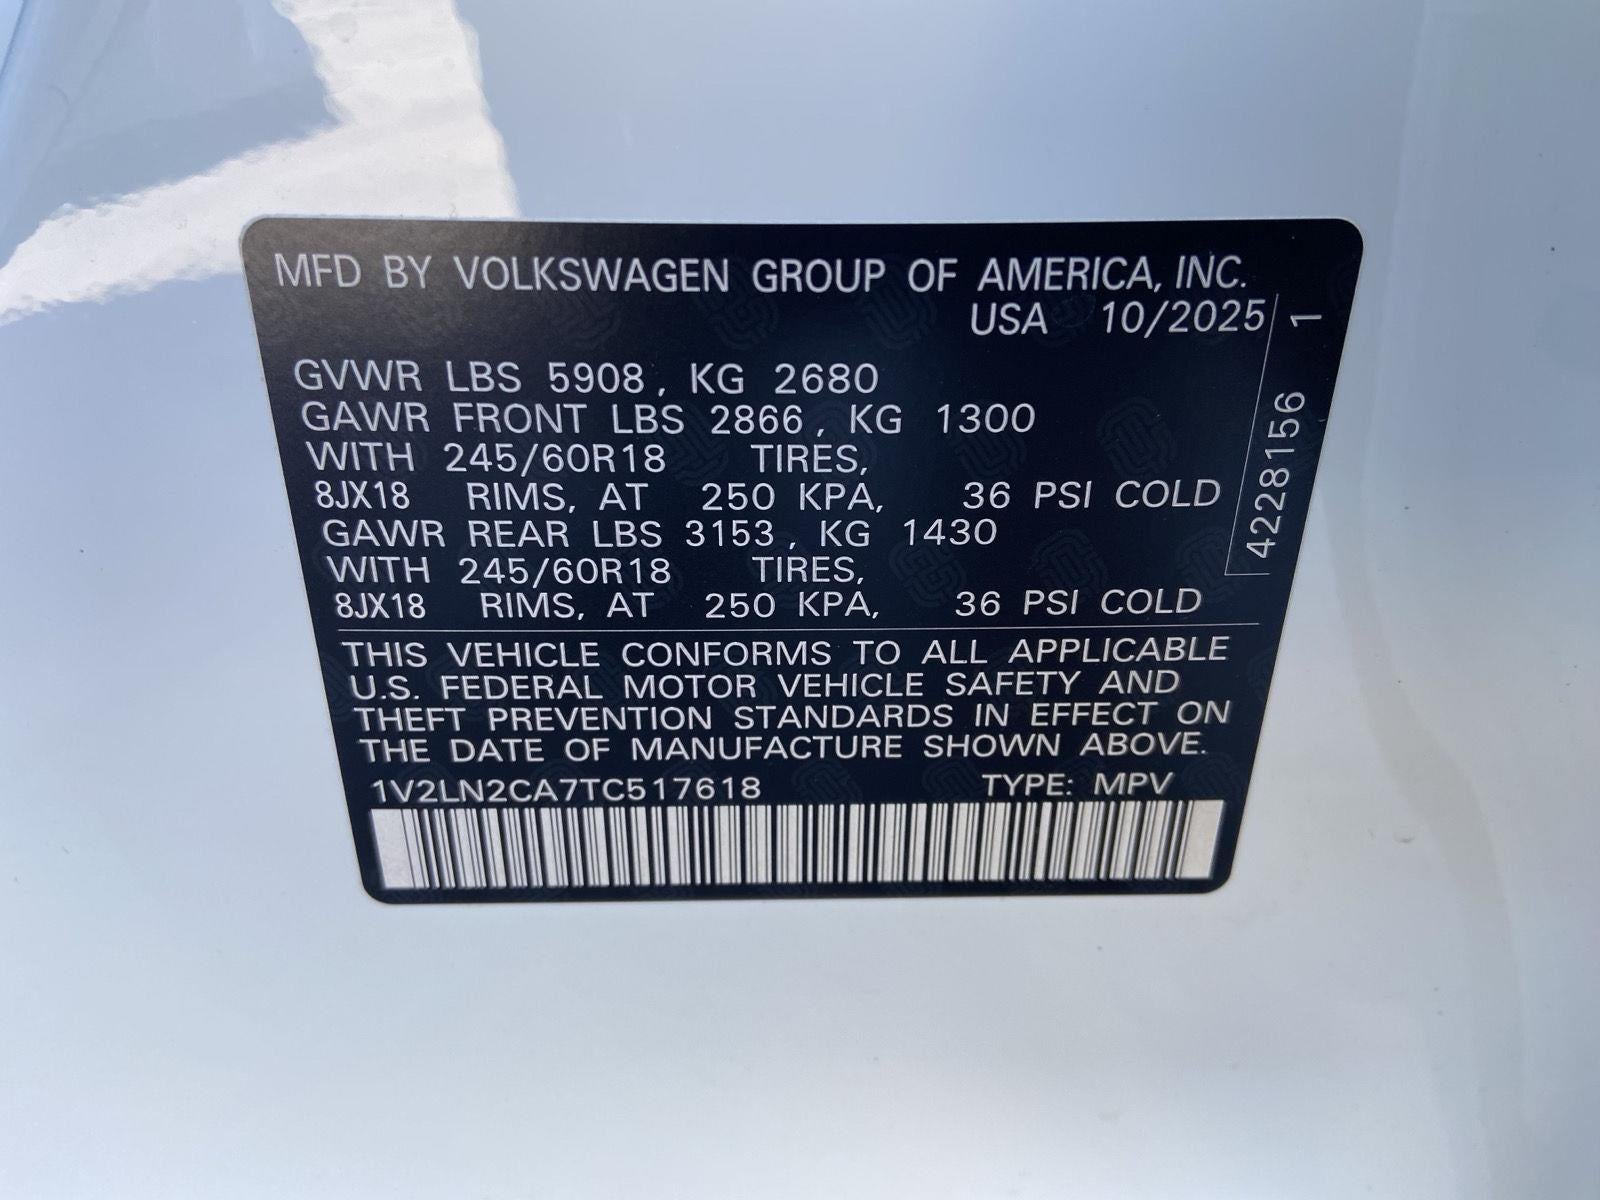 MFD BY VOLKSWAGEN GROUP OF AMERICA, INC.
USA 10/2025
GVWR LBS 5908, KG 2680
GAWR FRONT LBS 2866, KG 1300
WITH 245/60R18 TIRES,
8JX18 RIMS, AT 250 KPA, 36 PSI COLD
GAWR REAR LBS 3153, KG 1430
WITH 245/60R18 TIRES,
8JX18 RIMS, AT 250 KPA, 36 PSI COLD
4228156 1
THIS VEHICLE CONFORMS TO ALL APPLICABLE
U.S. FEDERAL MOTOR VEHICLE SAFETY AND
THEFT PREVENTION STANDARDS IN EFFECT ON
THE DATE OF MANUFACTURE SHOWN ABOVE.
1V2LN2CA7TC517618 TYPE: MPV